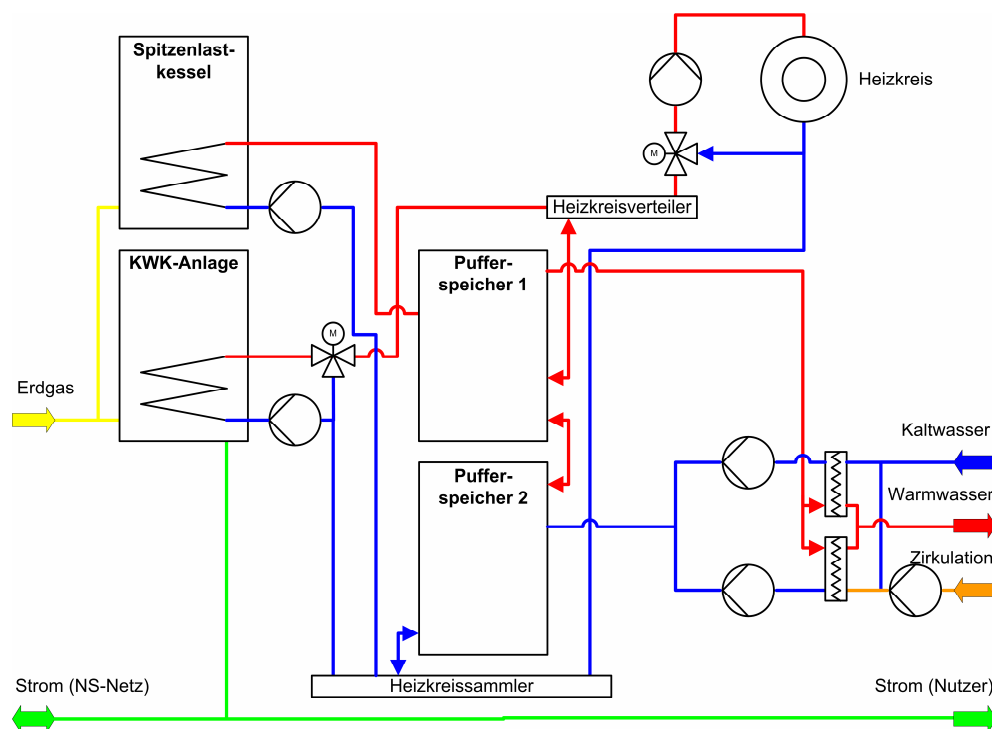 Spitzenlast-
kessel
Heizkreis
M
Heizkreisverteiler
KWK-Anlage
Puffer-
speicher 1
M
Erdgas
Kaltwasser
Puffer-
speicher 2
Warmwasser
Zirkulation
Heizkreissammler
Strom (NS-Netz)
Strom (Nutzer)